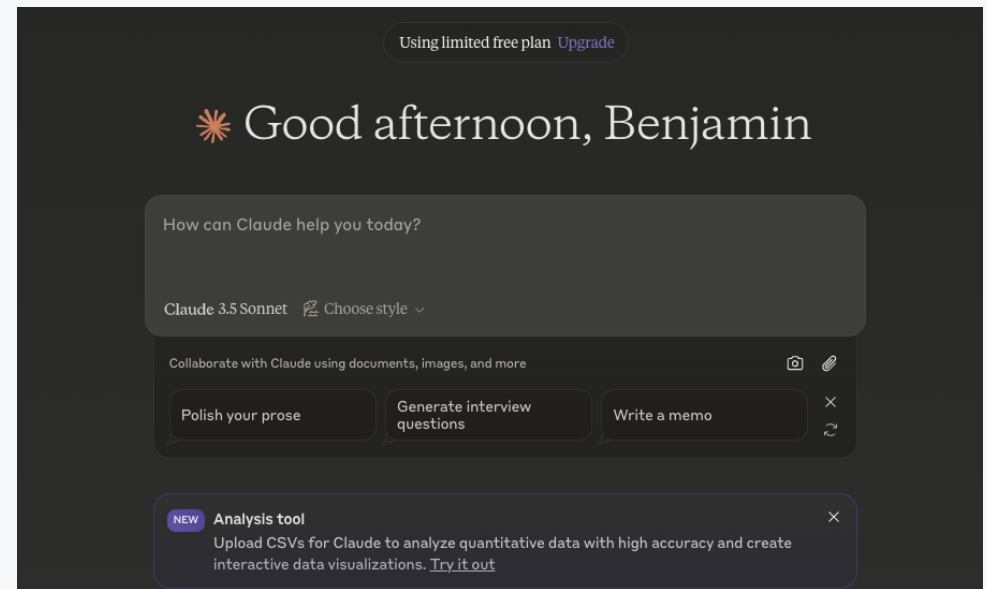 Using limited free plan Upgrade
Good afternoon, Benjamin
How can Claude help you today?
Claude 3.5 Sonnet Choose style
Collaborate with Claude using documents, images, and more
Polish your prose
Generate interview
questions
Write a memo
NEW Analysis tool
Upload CSVs for Claude to analyze quantitative data with high accuracy and create
interactive data visualizations. Try it out